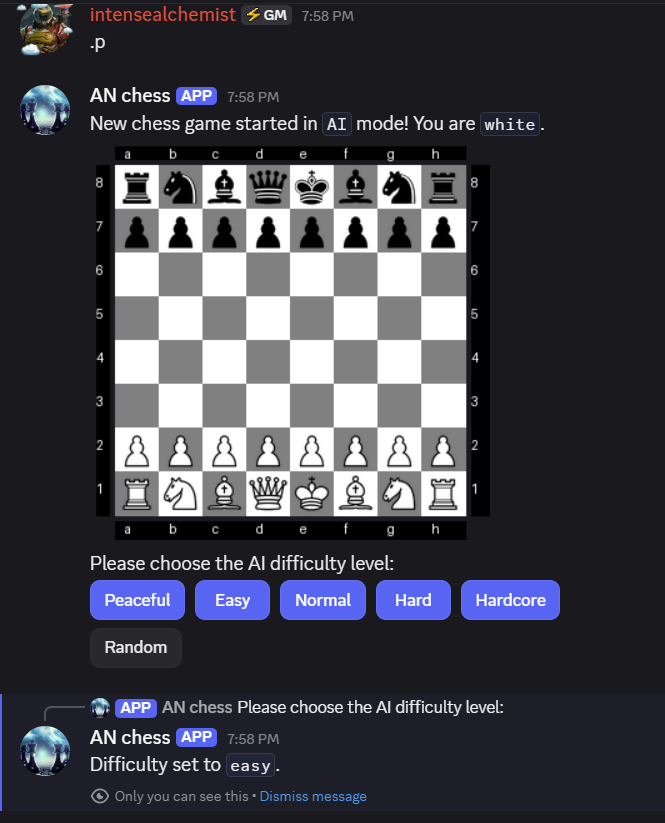 intensealchemist ⚡GM 7:58 PM
.p
AN chess APP 7:58 PM
New chess game started in AI mode! You are white.
a b c d e f g h
8 8
7 7
6 6
5 5
4 4
3 3
2 2
1 1
a b c d e f g h
Please choose the AI difficulty level:
Peaceful Easy Normal Hard Hardcore
Random
APP AN chess Please choose the AI difficulty level:
AN chess APP 7:58 PM
Difficulty set to easy.
Only you can see this • Dismiss message